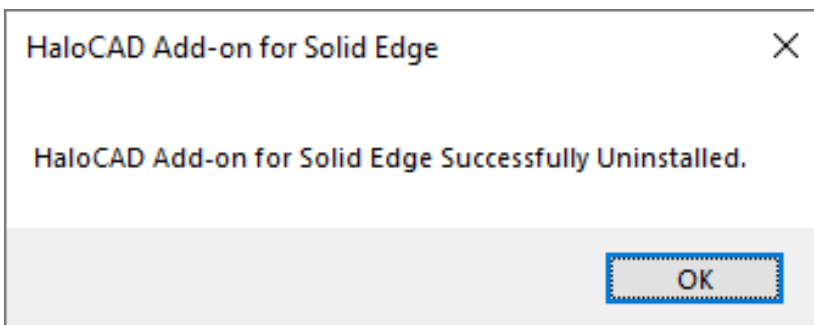 HaloCAD Add-on for Solid Edge
HaloCAD Add-on for Solid Edge Successfully Uninstalled.
OK